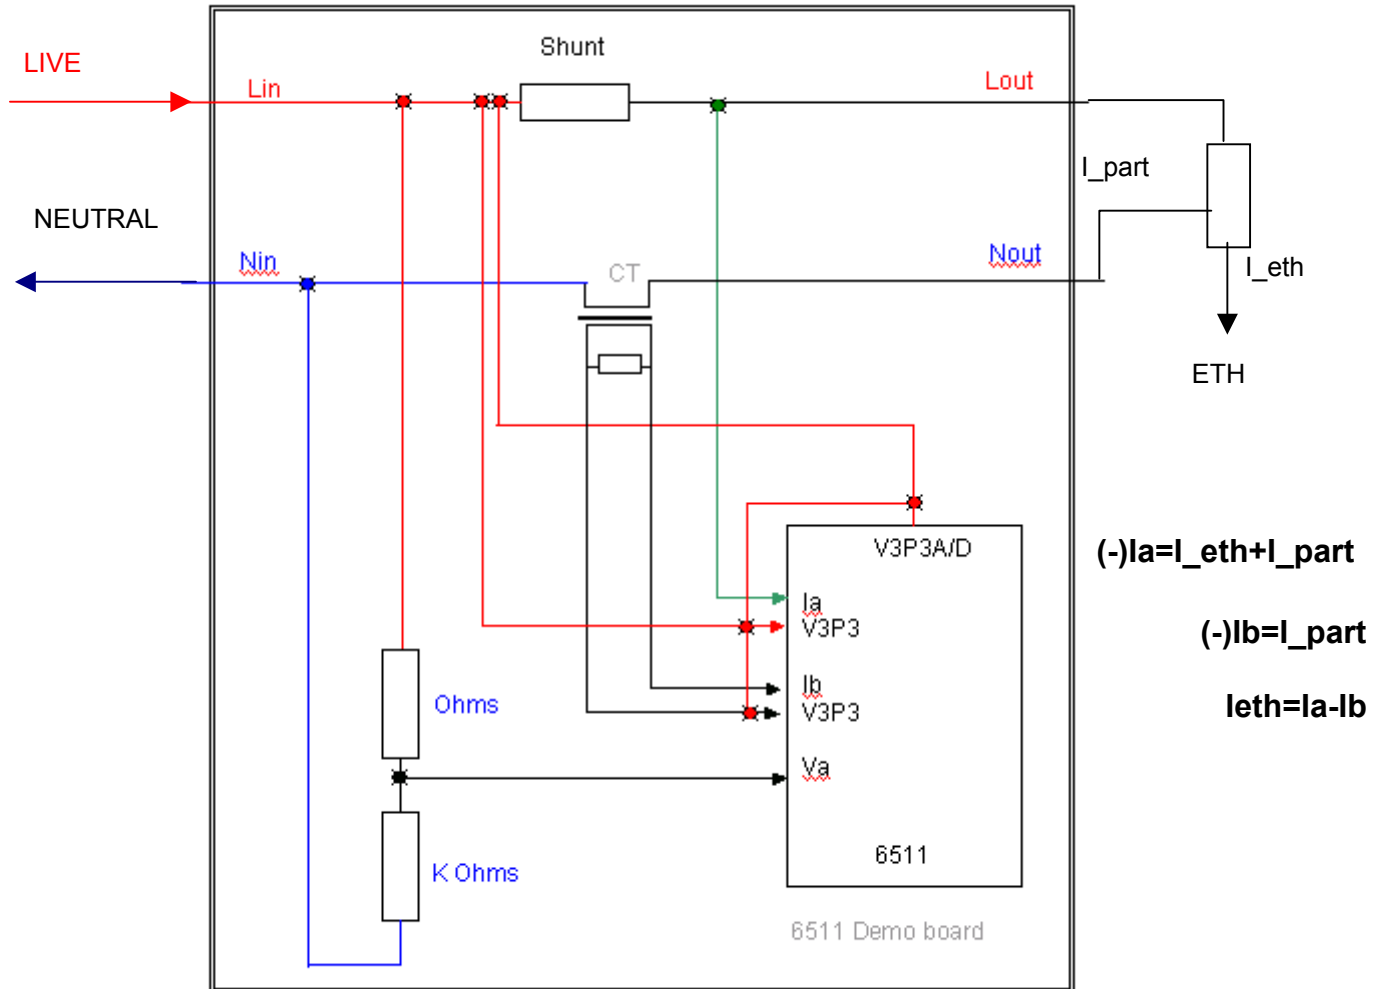 Shunt
LIVE
Lin
Lout
I_part
NEUTRAL
Nin
CT
Nout
I_eth
ETH
V3P3A/D
(-)Ia=I_eth+I_part
Ia
V3P3
(-)Ib=I_part
Ib
V3P3
Ohms
Ieth=Ia-Ib
Va
6511
K Ohms
6511 Demo board